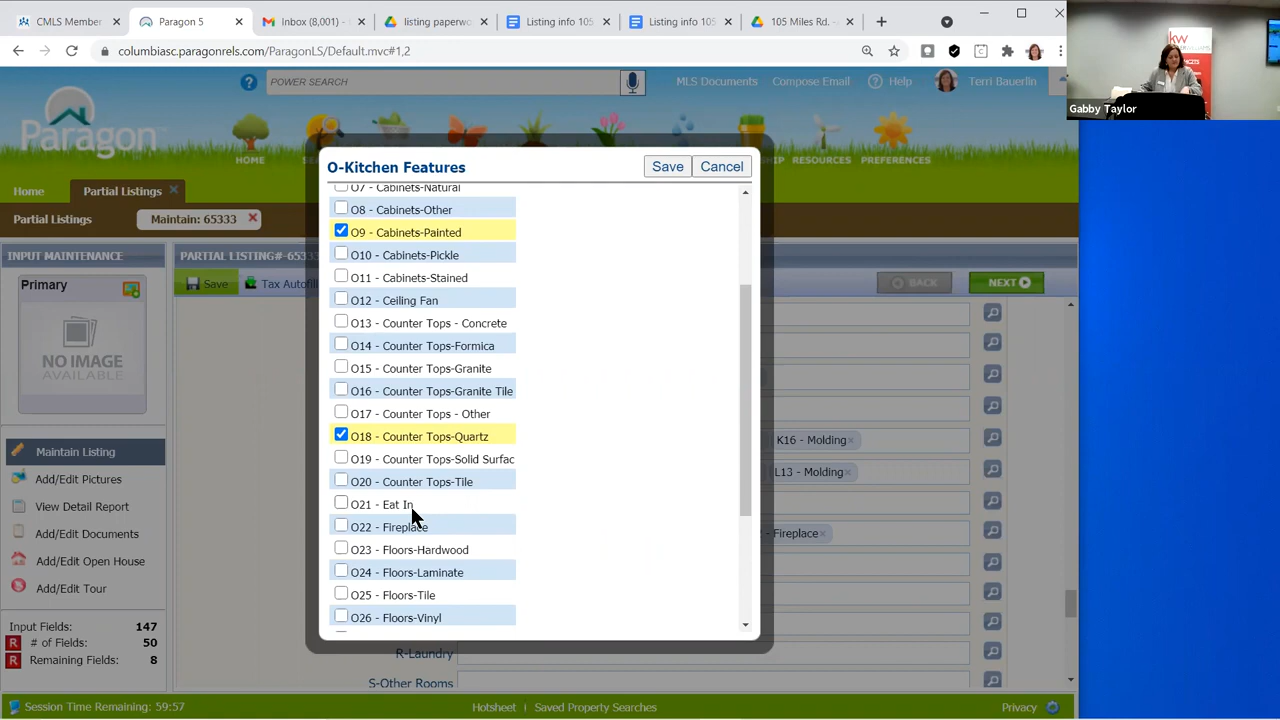 CMLS Member
Paragon 5
Inbox (8,001)
listing paperw
Listing info 105
Listing info 105
105 Miles Rd.
columbiasc.paragonrels.com/ParagonLS/Default.mvc#1,2
kw
Gabby Taylor
POWER SEARCH
MLS Documents
Compose Email
Help
Terri Bauerlin
Paragon
HOME
RESOURCES
PREFERENCES
Home
Partial Listings
Partial Listings
Maintain: 65333
INPUT MAINTENANCE
PARTIAL LISTING#-6533
Primary
NO IMAGE
AVAILABLE
Save
Tax Autofil
BACK
NEXT
O-Kitchen Features
Save
Cancel
O7 - Cabinets-Natural
O8 - Cabinets-Other
O9 - Cabinets-Painted
O10 - Cabinets-Pickle
O11 - Cabinets-Stained
O12 - Ceiling Fan
O13 - Counter Tops - Concrete
O14 - Counter Tops-Formica
O15 - Counter Tops-Granite
O16 - Counter Tops-Granite Tile
O17 - Counter Tops - Other
O18 - Counter Tops-Quartz
O19 - Counter Tops-Solid Surfac
O20 - Counter Tops-Tile
O21 - Eat In
O22 - Fireplace
O23 - Floors-Hardwood
O24 - Floors-Laminate
O25 - Floors-Tile
O26 - Floors-Vinyl
K16 - Molding
L13 - Molding
- Fireplace
R-Laundry
S-Other Rooms
Maintain Listing
Add/Edit Pictures
View Detail Report
Add/Edit Documents
Add/Edit Open House
Add/Edit Tour
Input Fields: 147
R # of Fields: 50
R Remaining Fields: 8
Session Time Remaining: 59:57
Hotsheet
Saved Property Searches
Privacy